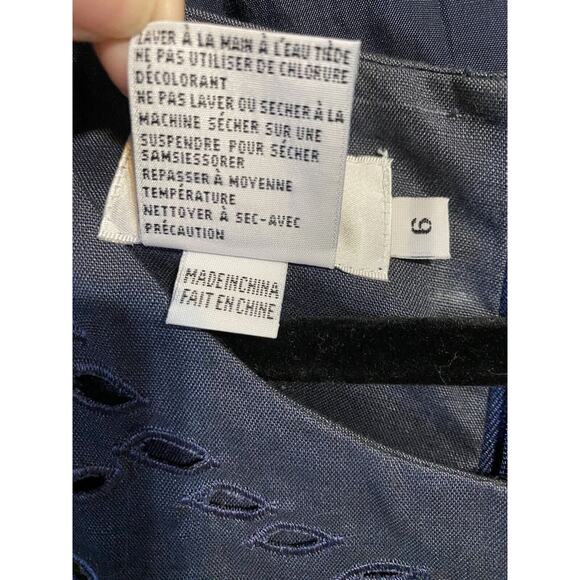 LAVER À LA MAIN À L'EAU TIÈDE
NE PAS UTILISER DE CHLORURE
DÉCOLORANT
NE PAS LAVER OU SECHER À LA
MACHINE SÉCHER SUR UNE
SUSPENDRE POUR SÉCHER
SAMSIESSORER
REPASSER À MOYENNE
TEMPÉRATURE
NETTOYER À SEC-AVEC
PRÉCAUTION
MADEINCHINA
FAIT EN CHINE
6